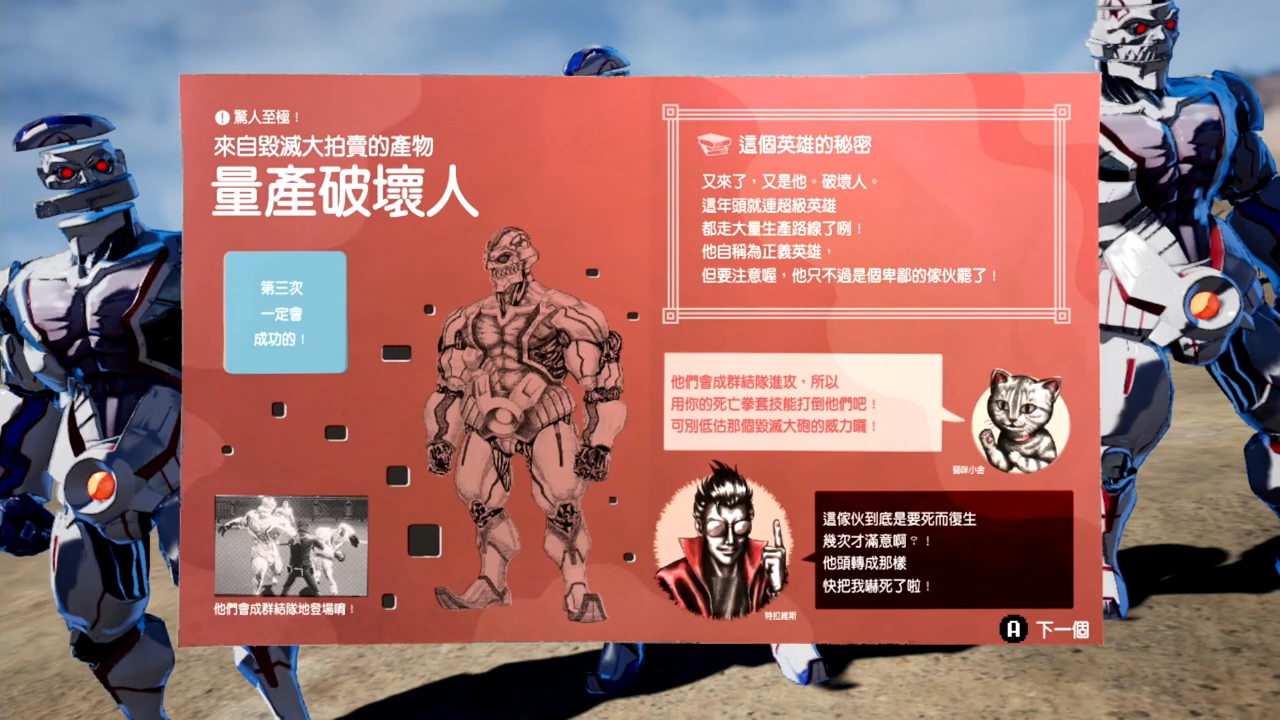 驚人至極！
來自毀滅大拍賣的產物
量產破壞人
第三次
一定會
成功的！
他們會成群結隊地登場唷！
這個英雄的秘密
又來了，又是他。破壞人。
這年頭就連超級英雄
都走大量生產路線了咧！
他自稱為正義英雄，
但要注意喔，他只不過是個卑鄙的傢伙罷了！
他們會成群結隊進攻，所以
用你的死亡拳套技能打倒他們吧！
可別低估那個毀滅大砲的威力囉！
貓咪小金
這傢伙到底是要死而復生
幾次才滿意啊？！
他頭轉成那樣
快把我嚇死了啦！
特拉維斯
A 下一個